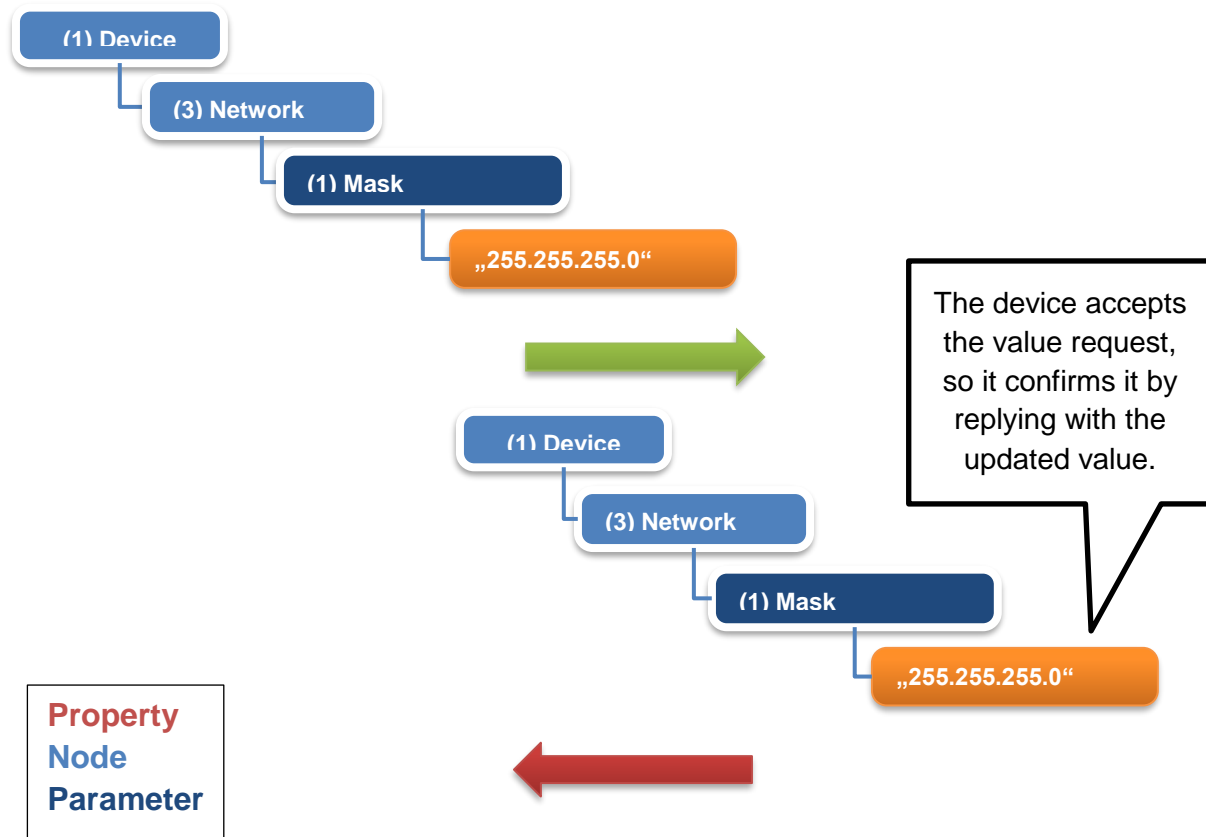 (1) Device
(3) Network
(1) Mask
„255.255.255.0“
The device accepts
the value request,
so it confirms it by
replying with the
updated value.
(1) Device
(3) Network
(1) Mask
„255.255.255.0“
Property
Node
Parameter